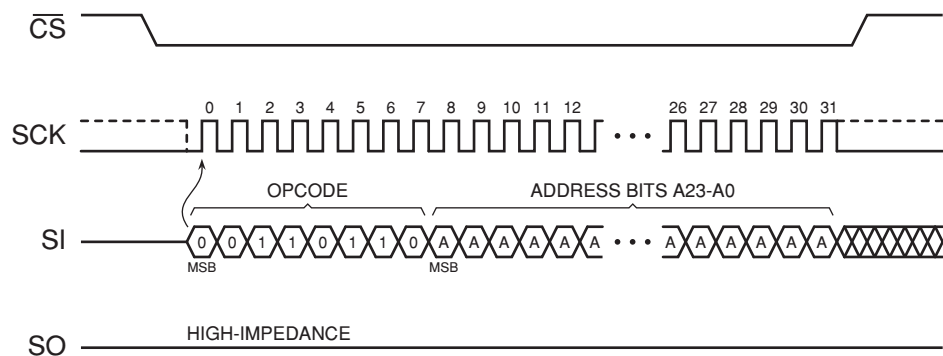 CS
SCK
0 1 2 3 4 5 6 7 8 9 10 11 12 26 27 28 29 30 31
OPCODE ADDRESS BITS A23-A0
SI
0 0 1 1 0 1 1 0 A A A A A A A A A A A A
MSB MSB
HIGH-IMPEDANCE
SO